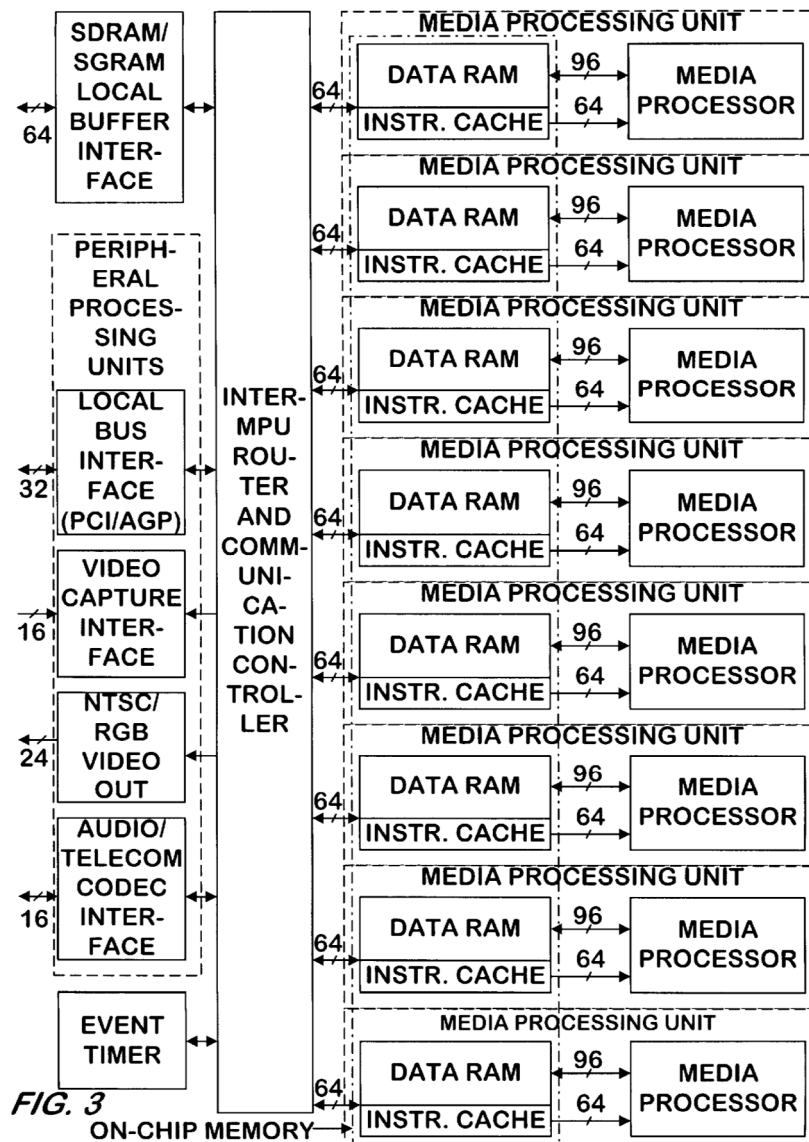 SDRAM/
SGRAM
LOCAL
BUFFER
INTER-
FACE
64
PERIPH-
ERAL
PROCES-
SING
UNITS
LOCAL
BUS
INTER-
FACE
(PCI/AGP)
32
VIDEO
CAPTURE
INTER-
FACE
16
NTSC/
RGB
VIDEO
OUT
24
AUDIO/
TELECOM
CODEC
INTER-
FACE
16
EVENT
TIMER
INTER-
MPU
ROU-
TER
AND
COMM-
UNI-
CA-
TION
CON-
TROL-
LER
MEDIA PROCESSING UNIT
64
DATA RAM
INSTR. CACHE
96
64
MEDIA
PROCESSOR
MEDIA PROCESSING UNIT
64
DATA RAM
INSTR. CACHE
96
64
MEDIA
PROCESSOR
MEDIA PROCESSING UNIT
64
DATA RAM
INSTR. CACHE
96
64
MEDIA
PROCESSOR
MEDIA PROCESSING UNIT
64
DATA RAM
INSTR. CACHE
96
64
MEDIA
PROCESSOR
MEDIA PROCESSING UNIT
64
DATA RAM
INSTR. CACHE
96
64
MEDIA
PROCESSOR
MEDIA PROCESSING UNIT
64
DATA RAM
INSTR. CACHE
96
64
MEDIA
PROCESSOR
MEDIA PROCESSING UNIT
64
DATA RAM
INSTR. CACHE
96
64
MEDIA
PROCESSOR
MEDIA PROCESSING UNIT
64
DATA RAM
INSTR. CACHE
96
64
MEDIA
PROCESSOR
FIG. 3
ON-CHIP MEMORY